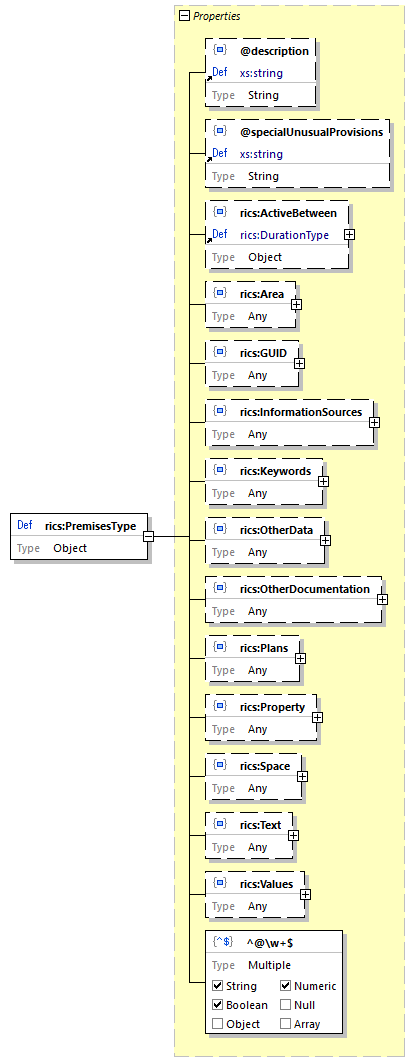 Properties
@description
Def xs:string
Type String
@specialUnusualProvisions
Def xs:string
Type String
rics:ActiveBetween
Def rics:DurationType
Type Object
rics:Area
Type Any
rics:GUID
Type Any
rics:InformationSources
Type Any
rics:Keywords
Type Any
Def rics:PremisesType
Type Object
rics:OtherData
Type Any
rics:OtherDocumentation
Type Any
rics:Plans
Type Any
rics:Property
Type Any
rics:Space
Type Any
rics:Text
Type Any
rics:Values
Type Any
{^$} ^@\w+$
Type Multiple
String Numeric
Boolean Null
Object Array